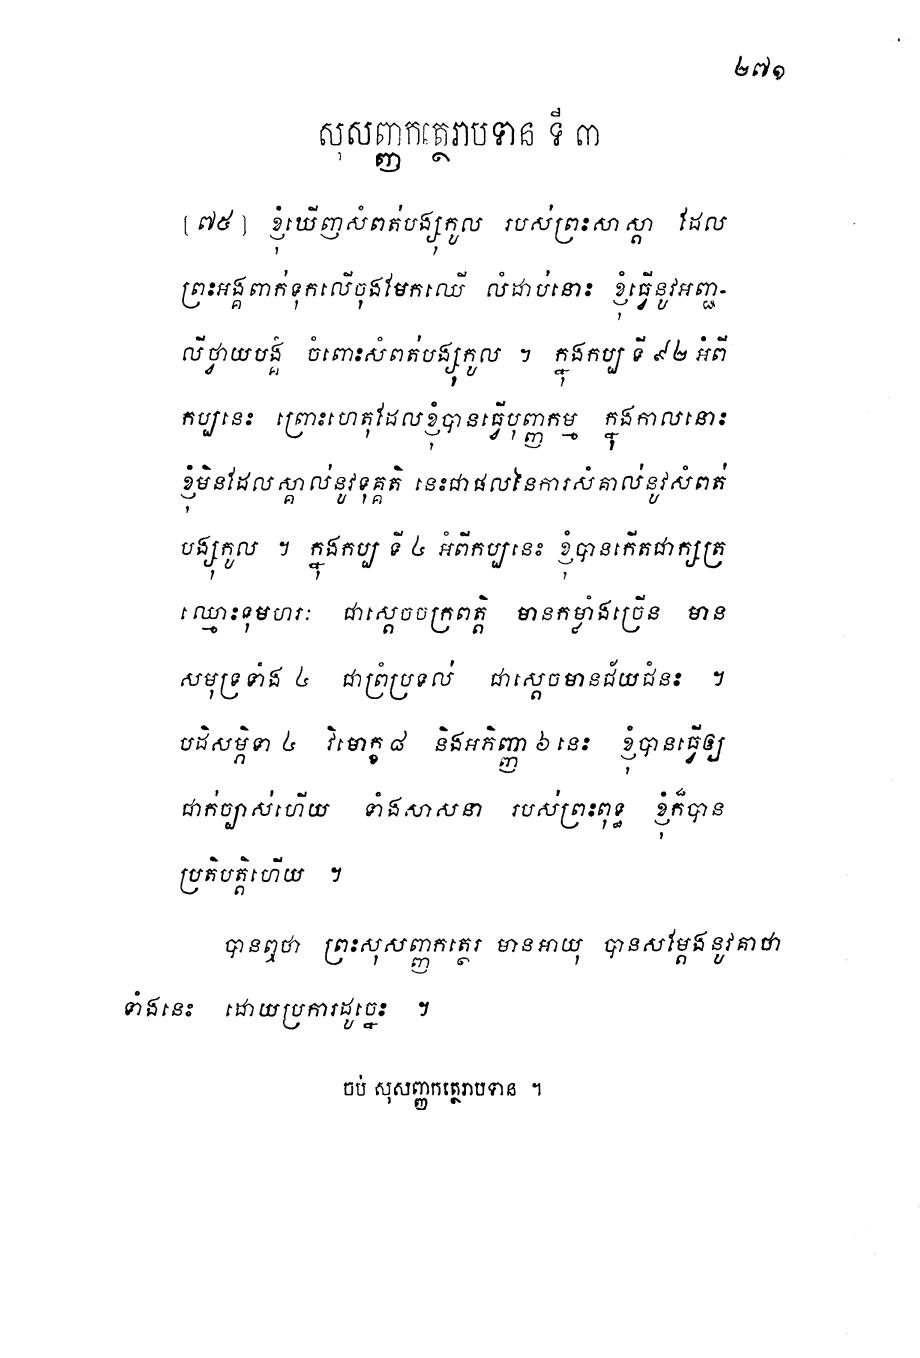 ២៧១
សុសញ្ញកត្ថេរាបទាន ទី ៣
[៧៥] ខ្ញុំឃើញសំពត់បង្សុកូល របស់ព្រះសាស្តា ដែល
ព្រះអង្គពាក់ទុកលើចុងមែកឈើ លំដាប់នោះ ខ្ញុំធ្វើនូវអញ្ជ-
លីថ្វាយបង្គំ ចំពោះសំពត់បង្សុកូល ។ ក្នុងកប្ប ទី ៩២ អំពី
កប្បនេះ ព្រោះហេតុដែលខ្ញុំបានធ្វើបុញ្ញកម្ម ក្នុងកាលនោះ
ខ្ញុំមិនដែលស្គាល់នូវទុគ្គតិ នេះជាផលនៃការសំគាល់នូវសំពត់
បង្សុកូល ។ ក្នុងកប្ប ទី ៤ អំពីកប្បនេះ ខ្ញុំបានកើតជាក្សត្រ
ឈ្មោះទុមហរៈ ជាស្តេចចក្រពត្តិ មានកម្លាំងច្រើន មាន
សមុទ្រទាំង ៤ ជាព្រំប្រទល់ ជាស្តេចមានជ័យជំនះ ។
បដិសម្ភិទា ៤ វិមោក្ខ ៨ និងអភិញ្ញា ៦ នេះ ខ្ញុំបានធ្វើឲ្យ
ជាក់ច្បាស់ហើយ ទាំងសាសនា របស់ព្រះពុទ្ធ ខ្ញុំក៏បាន
ប្រតិបត្តិហើយ ។
បានឮថា ព្រះសុសញ្ញកត្ថេរ មានអាយុ បានសម្តែងនូវគាថា
ទាំងនេះ ដោយប្រការដូច្នេះ ។
ចប់ សុសញ្ញកត្ថេរាបទាន ។